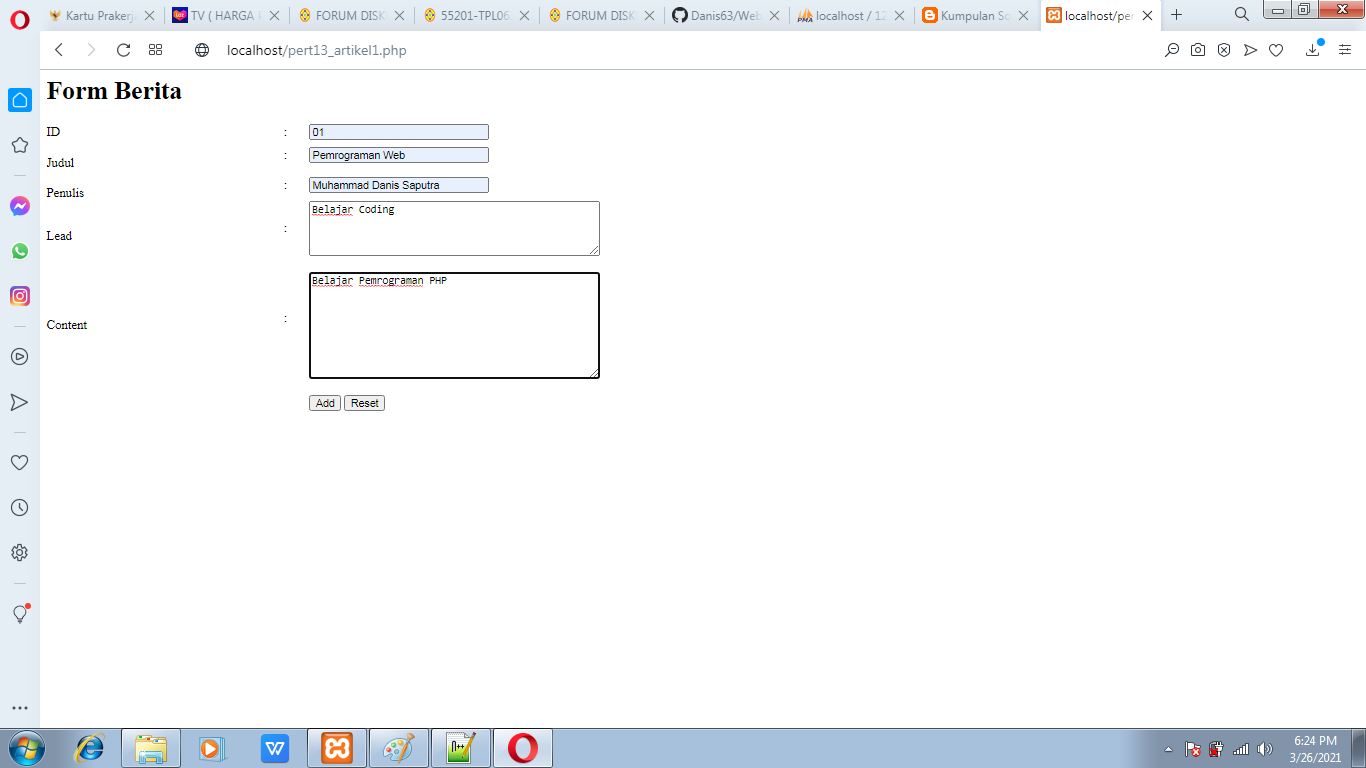 Kartu Prakerj
TV ( HARGA
FORUM DISK
55201-TPL06
FORUM DISK
Danis63/Web
localhost / 12
Kumpulan So
localhost/per
localhost/pert13_artikel1.php
Form Berita
ID : 01
Judul : Pemrograman Web
Penulis : Muhammad Danis Saputra
Lead : Belajar Coding
Content : Belajar Pemrograman PHP
Add Reset
6:24 PM
3/26/2021